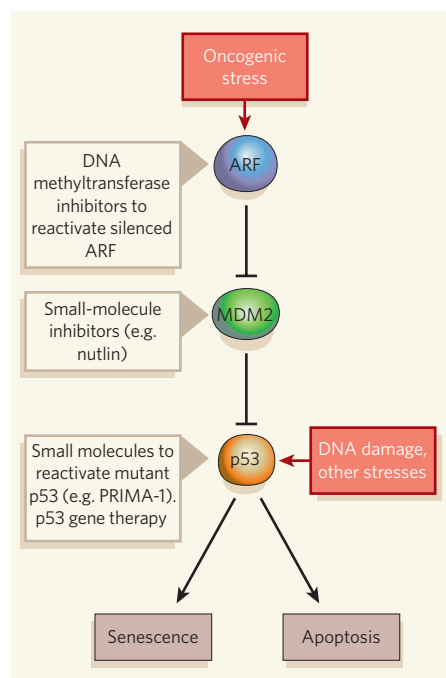 Oncogenic
stress
DNA
methyltransferase
inhibitors to
reactivate silenced
ARF
ARF
Small-molecule
inhibitors (e.g.
nutlin)
MDM2
Small molecules to
reactivate mutant
p53 (e.g. PRIMA-1).
p53 gene therapy
p53
DNA damage,
other stresses
Senescence
Apoptosis